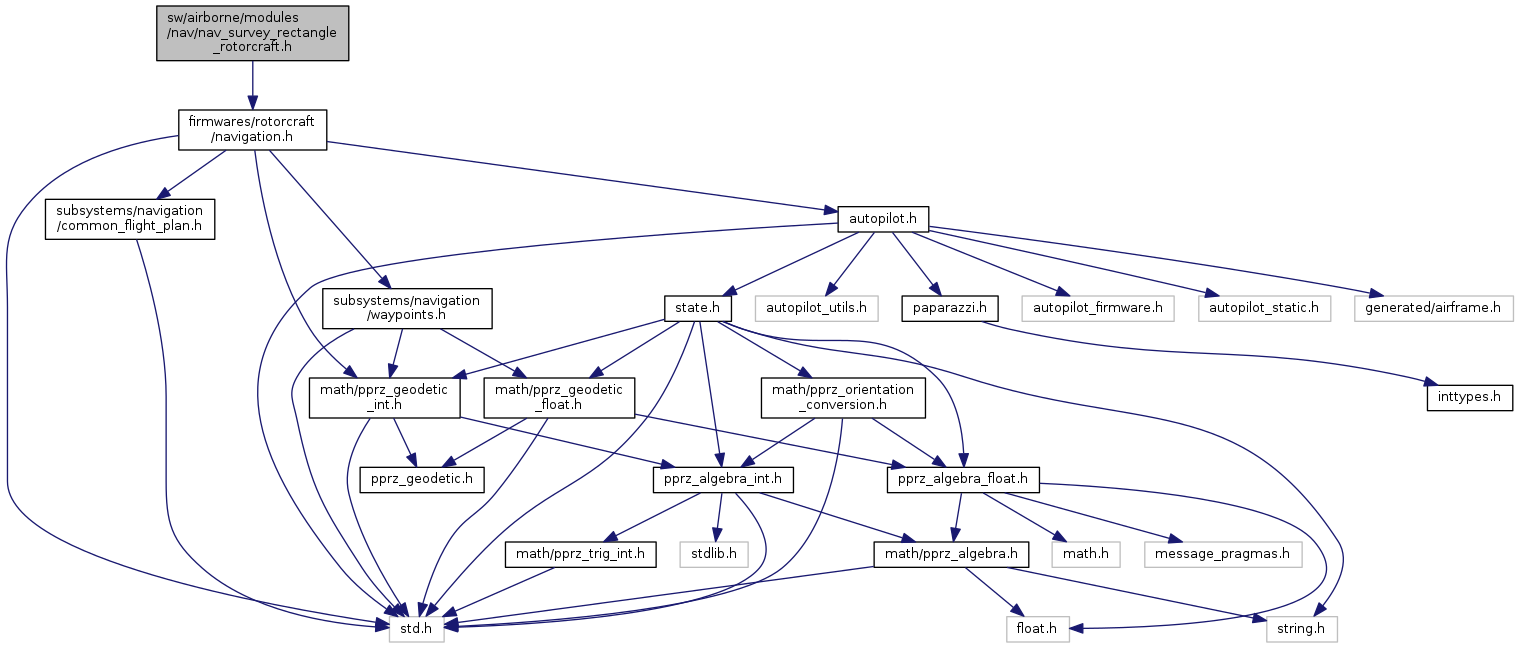 sw/airborne/modules
/nav/nav_survey_rectangle
_rotorcraft.h
firmwares/rotorcraft
/navigation.h
subsystems/navigation
/common_flight_plan.h
autopilot.h
subsystems/navigation
/waypoints.h
state.h
autopilot_utils.h
paparazzi.h
autopilot_firmware.h
autopilot_static.h
generated/airframe.h
math/pprz_geodetic
_int.h
math/pprz_geodetic
_float.h
math/pprz_orientation
_conversion.h
inttypes.h
pprz_geodetic.h
pprz_algebra_int.h
pprz_algebra_float.h
math/pprz_trig_int.h
stdlib.h
math/pprz_algebra.h
math.h
message_pragmas.h
std.h
float.h
string.h